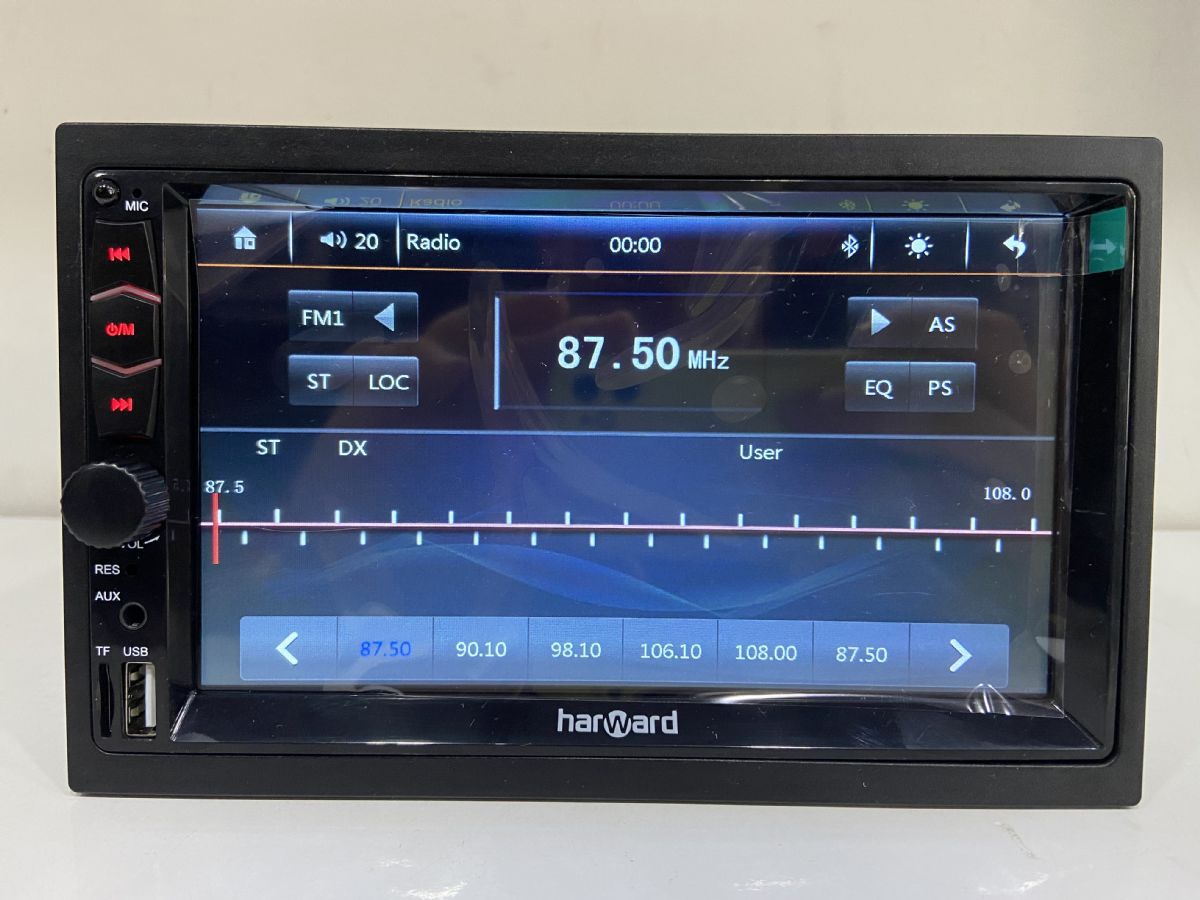 MIC
20 Radio 00:00
FM1 AS
87.50 MHz
ST LOC EQ PS
ST DX User
87.5 108.0
87.50 90.10 98.10 106.10 108.00 87.50
harward
⏻/M
VOL
RES
AUX
TF USB